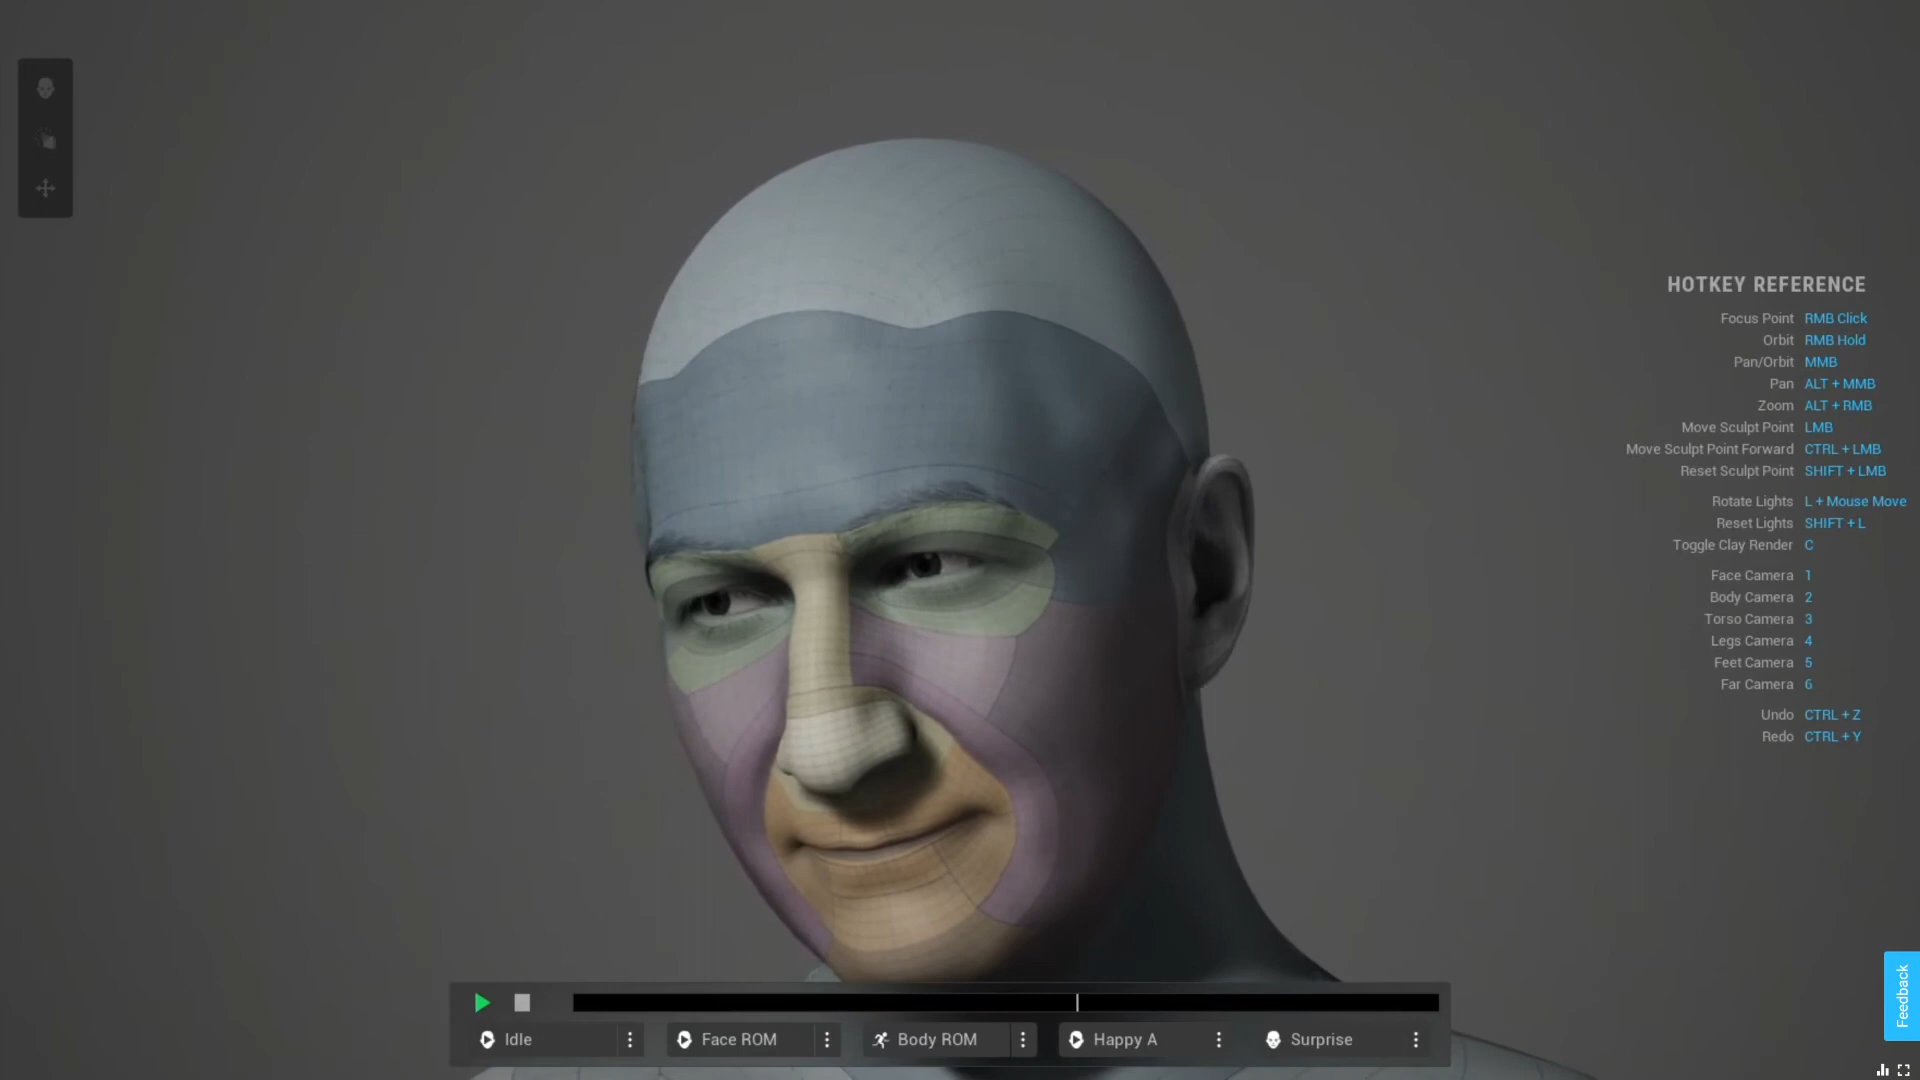 HOTKEY REFERENCE
Focus Point RMB Click
Orbit RMB Hold
Pan/Orbit MMB
Pan ALT + MMB
Zoom ALT + RMB
Move Sculpt Point LMB
Move Sculpt Point Forward CTRL + LMB
Reset Sculpt Point SHIFT + LMB
Rotate Lights L + Mouse Move
Reset Lights SHIFT + L
Toggle Clay Render C
Face Camera 1
Body Camera 2
Torso Camera 3
Legs Camera 4
Feet Camera 5
Far Camera 6
Undo CTRL + Z
Redo CTRL + Y
Feedback
Idle Face ROM Body ROM Happy A Surprise